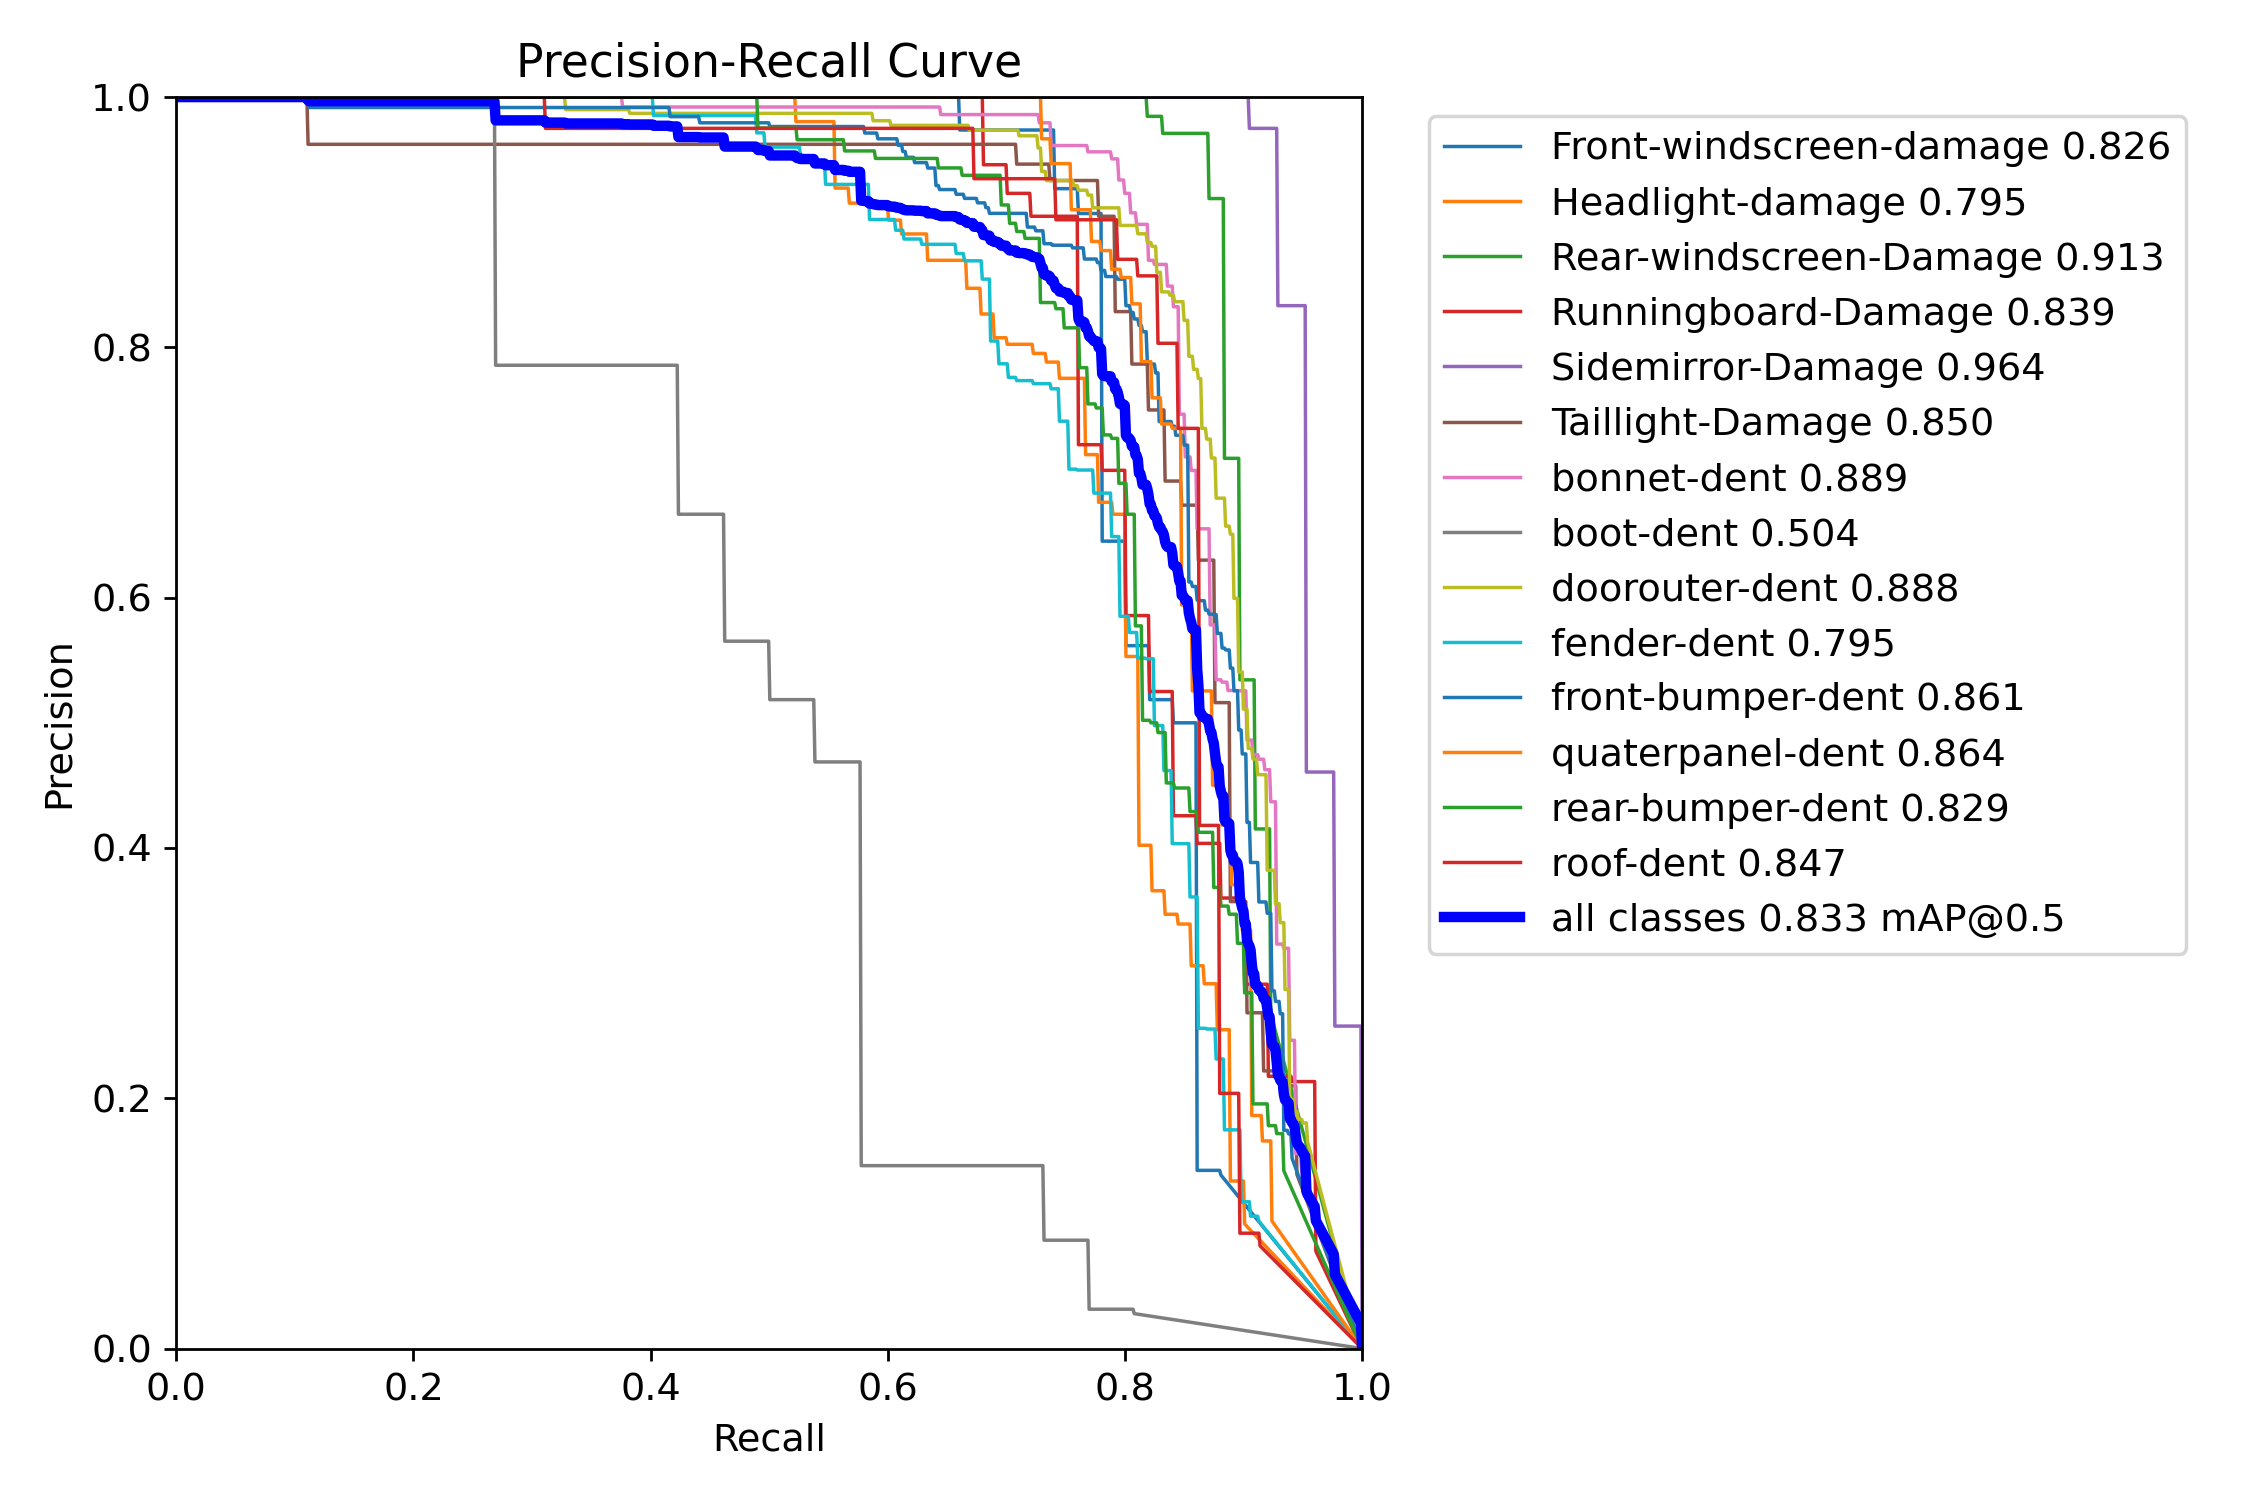 Precision-Recall Curve
1.0
0.8
0.6
0.4
0.2
0.0
Precision
0.0 0.2 0.4 0.6 0.8 1.0
Recall
Front-windscreen-damage 0.826
Headlight-damage 0.795
Rear-windscreen-Damage 0.913
Runningboard-Damage 0.839
Sidemirror-Damage 0.964
Taillight-Damage 0.850
bonnet-dent 0.889
boot-dent 0.504
doorouter-dent 0.888
fender-dent 0.795
front-bumper-dent 0.861
quaterpanel-dent 0.864
rear-bumper-dent 0.829
roof-dent 0.847
all classes 0.833 mAP@0.5